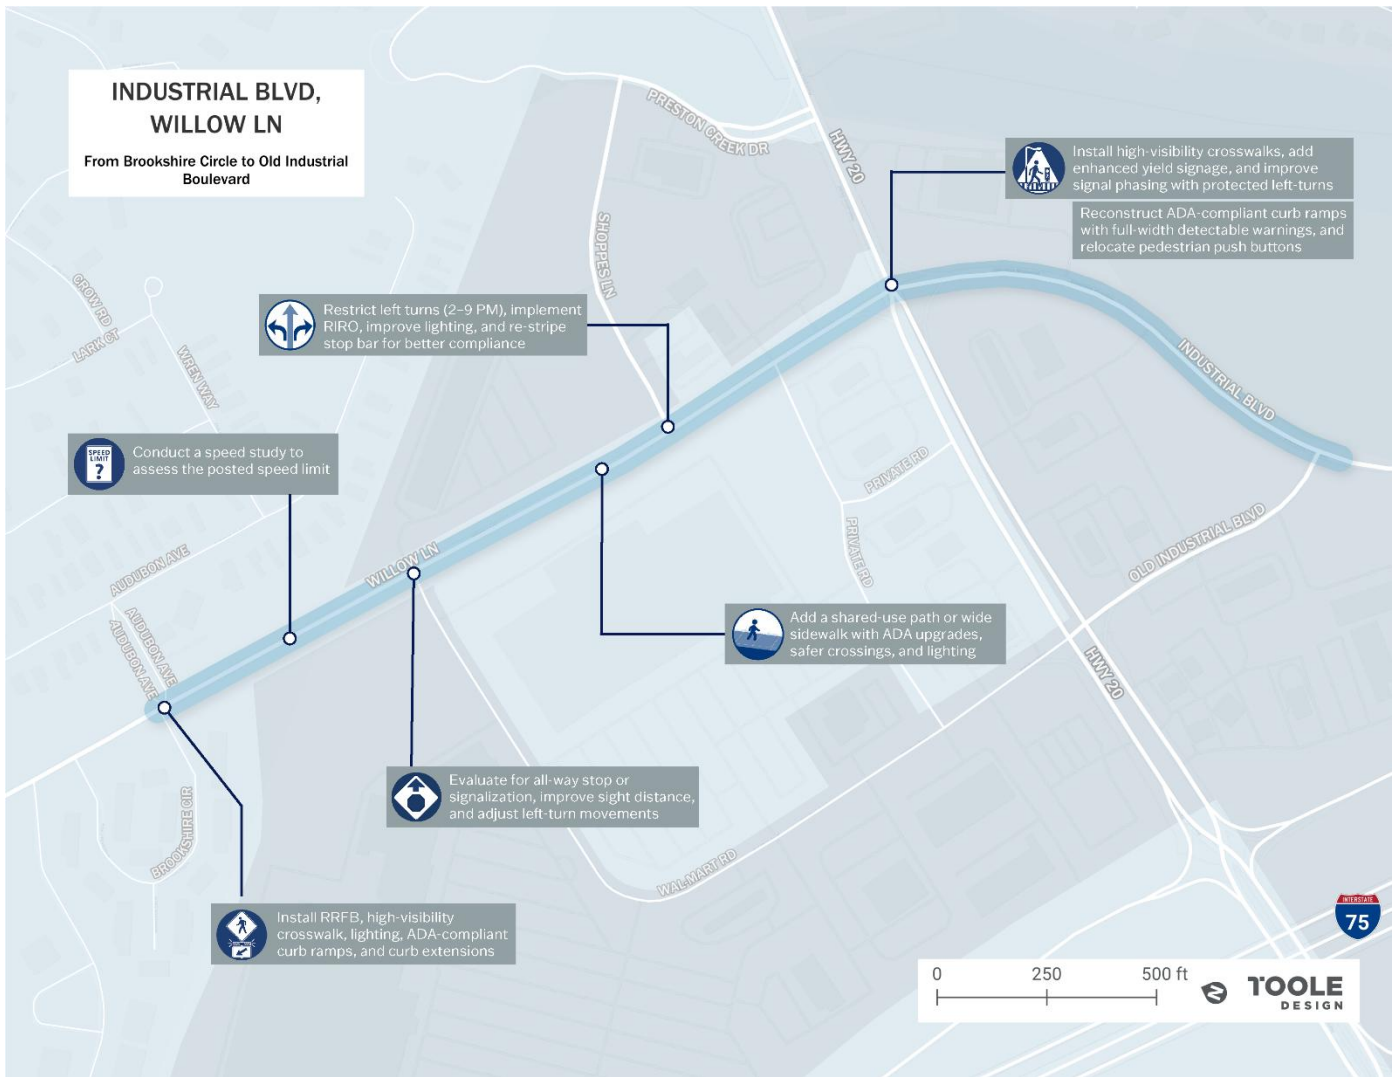 INDUSTRIAL BLVD,
WILLOW LN
From Brookshire Circle to Old Industrial
Boulevard
PRESTON CREEK DR
HWY 20
Install high-visibility crosswalks, add
enhanced yield signage, and improve
signal phasing with protected left-turns
Reconstruct ADA-compliant curb ramps
with full-width detectable warnings, and
relocate pedestrian push buttons
SHOPPES LN
CROW RD
LARK CT
WREN WAY
Restrict left turns (2–9 PM), implement
RIRO, improve lighting, and re-stripe
stop bar for better compliance
INDUSTRIAL BLVD
SPEED
LIMIT
?
Conduct a speed study to
assess the posted speed limit
PRIVATE RD
PRIVATE RD
OLD INDUSTRIAL BLVD
WILLOW LN
AUDUBON AVE
AUDUBON AVE
AUDUBON AVE
Add a shared-use path or wide
sidewalk with ADA upgrades,
safer crossings, and lighting
HWY 20
Evaluate for all-way stop or
signalization, improve sight distance,
and adjust left-turn movements
BROOKSHIRE CIR
WAL-MART RD
Install RRFB, high-visibility
crosswalk, lighting, ADA-compliant
curb ramps, and curb extensions
INTERSTATE
75
0 250 500 ft
N
TOOLE
DESIGN